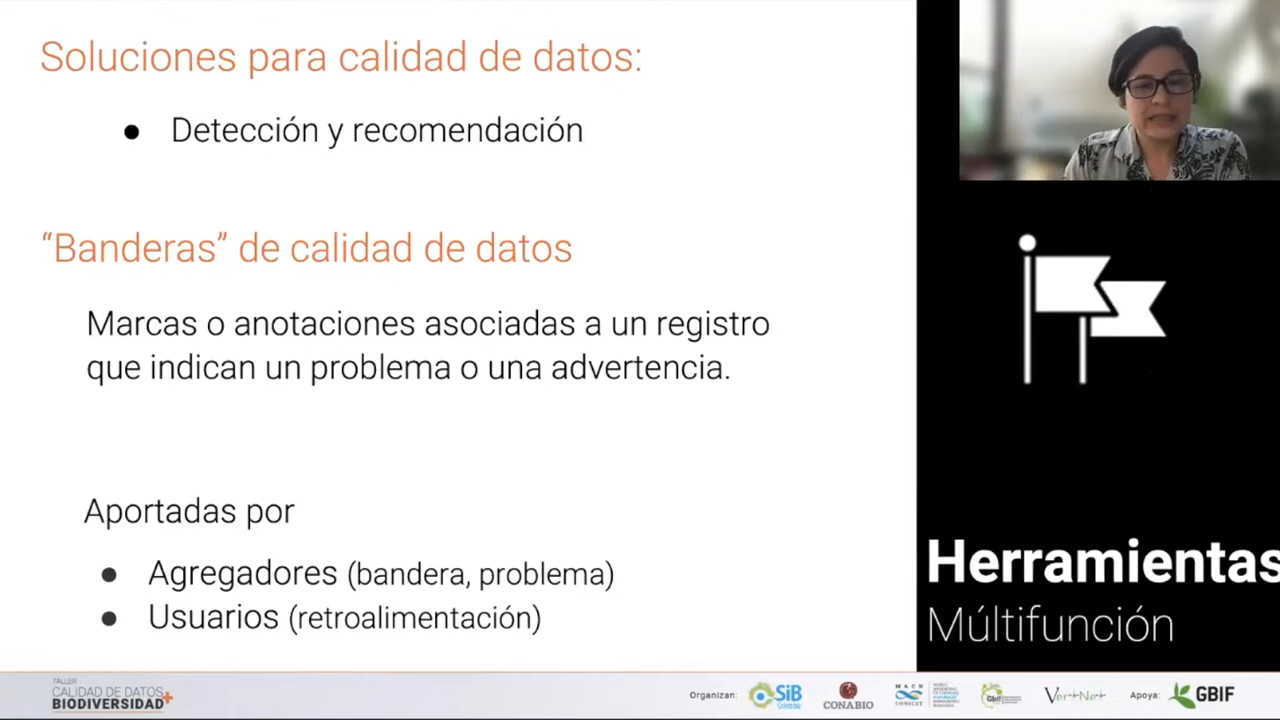 Soluciones para calidad de datos:
● Detección y recomendación
“Banderas” de calidad de datos
Marcas o anotaciones asociadas a un registro
que indican un problema o una advertencia.
Aportadas por
● Agregadores (bandera, problema)
● Usuarios (retroalimentación)
Herramientas
Múltifunción
TALLER
CALIDAD DE DATOS+
BIODIVERSIDAD
Organizan:
SiB
Colombia
CONABIO
MACN
CONICET
Gbif
VertNet
Apoya:
GBIF